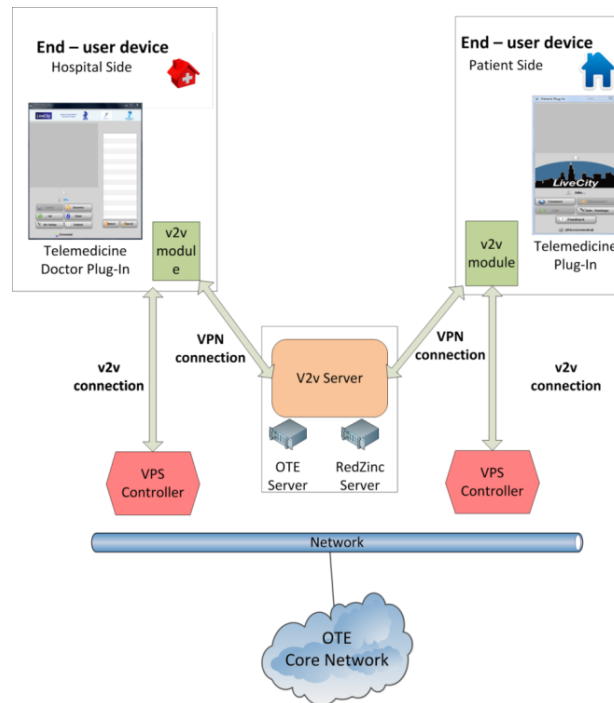 End – user device
Hospital Side
LiveCity
Telemedicine
Doctor Plug-In
v2v
modul
e
End – user device
Patient Side
LiveCity
Feedback
v2v
module
Telemedicine
Plug-In
VPN
connection
VPN
connection
v2v
connection
v2v
connection
V2v Server
OTE
Server
RedZinc
Server
VPS
Controller
VPS
Controller
Network
OTE
Core Network